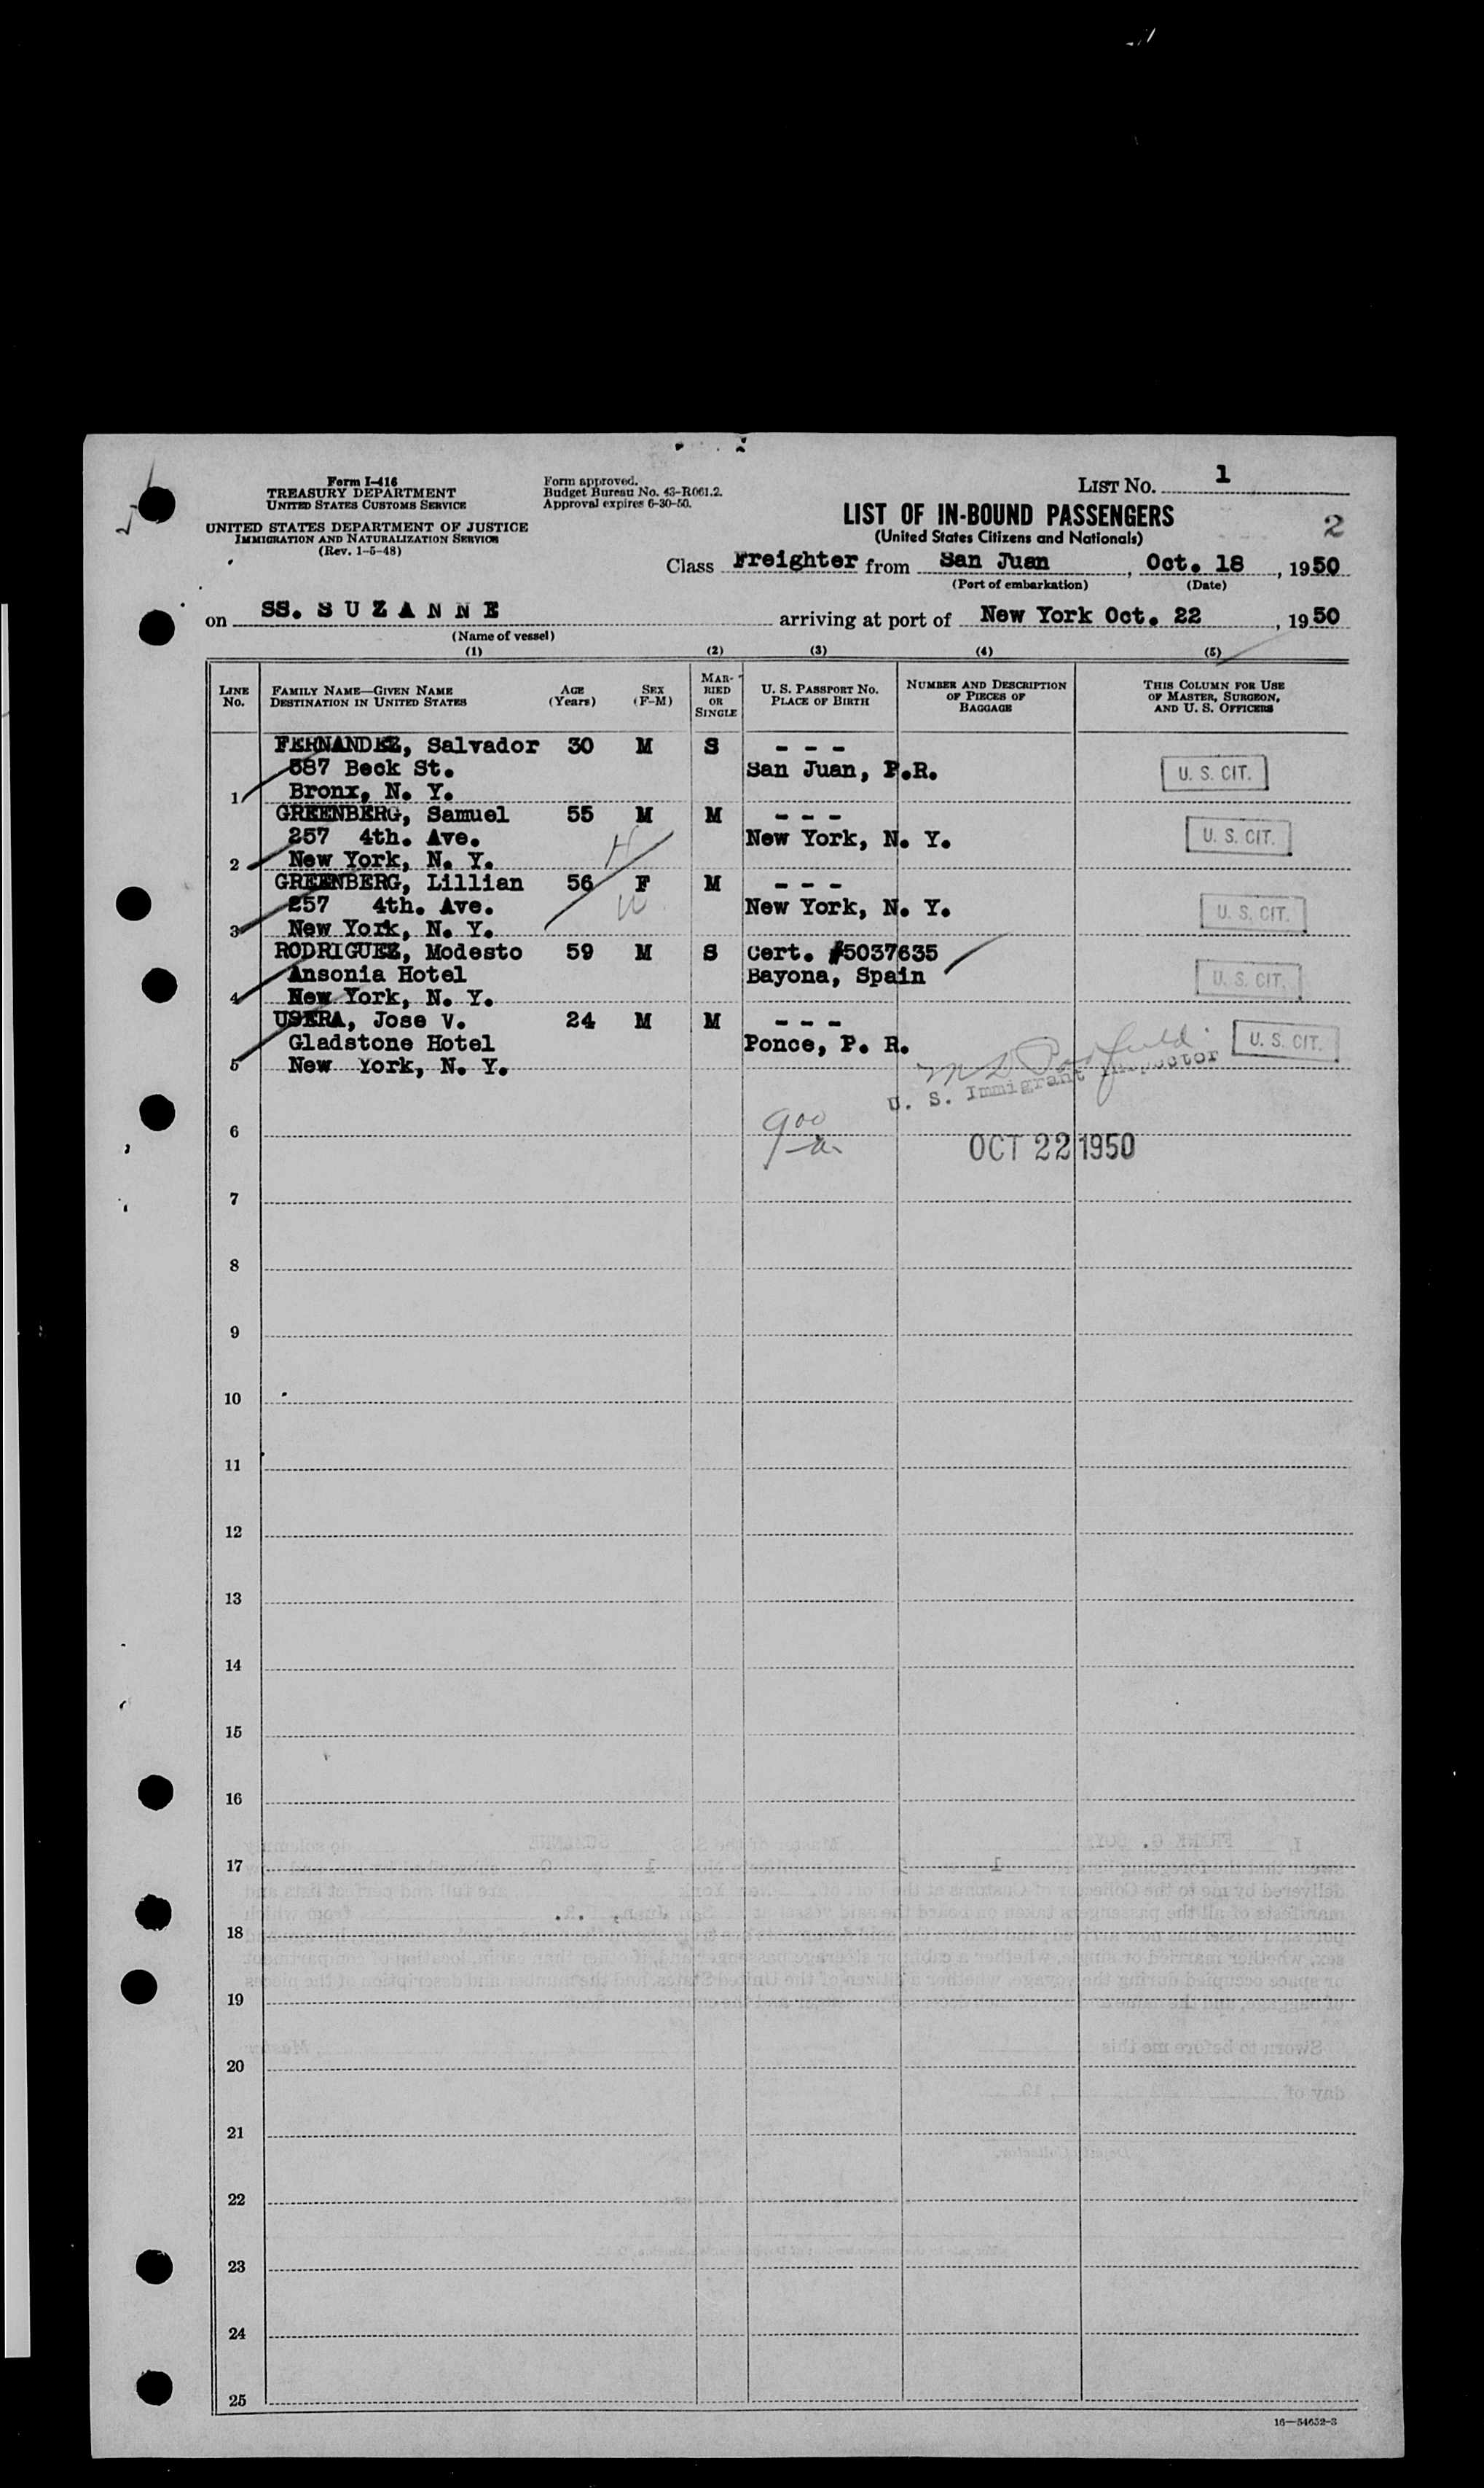 Form I-416
TREASURY DEPARTMENT
UNITED STATES CUSTOMS SERVICE
UNITED STATES DEPARTMENT OF JUSTICE
IMMIGRATION AND NATURALIZATION SERVICE
(Rev. 1-5-48)
Form approved.
Budget Bureau No. 43-R061.2.
Approval expires 6-30-50.
LIST No. 1
LIST OF IN-BOUND PASSENGERS
2
(United States Citizens and Nationals)
Class Freighter from San Juan, Oct. 18, 1950
(Port of embarkation) (Date)
on SS. S U Z A N N E arriving at port of New York Oct. 22, 1950
(Name of vessel)
(1) (2) (3) (4) (5)
LINE No.
FAMILY NAME—GIVEN NAME
DESTINATION IN UNITED STATES
AGE (Years)
SEX (F-M)
MARRIED OR SINGLE
U. S. PASSPORT No.
PLACE OF BIRTH
NUMBER AND DESCRIPTION OF PIECES OF BAGGAGE
THIS COLUMN FOR USE OF MASTER, SURGEON, AND U. S. OFFICERS
FERNANDEZ, Salvador 30 M S - - -
587 Beck St. San Juan, P.R. U. S. CIT.
1 Bronx, N. Y.
GREENBERG, Samuel 55 M M - - -
257 4th. Ave. H New York, N. Y. U. S. CIT.
2 New York, N. Y.
GREENBERG, Lillian 56 F M - - -
257 4th. Ave. W New York, N. Y. U. S. CIT.
3 New York, N. Y.
RODRIGUEZ, Modesto 59 M S Cert. #5037635
Ansonia Hotel Bayona, Spain U. S. CIT.
4 New York, N. Y.
USERA, Jose V. 24 M M - - -
Gladstone Hotel Ponce, P. R. U. S. CIT.
5 New York, N. Y.
U. S. Immigrant Inspector
900
6
OCT 22 1950
7
8
9
10
11
12
13
14
15
16
17
18
19
20
21
22
23
24
25
16—54652-3